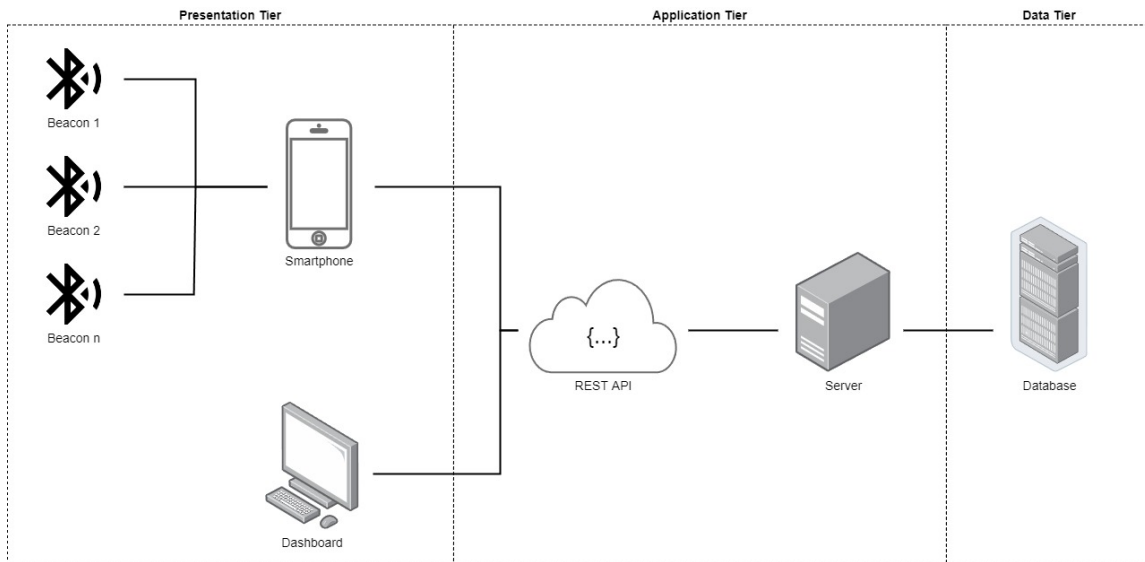 Presentation Tier
Application Tier
Data Tier
Beacon 1
Beacon 2
Beacon n
Smartphone
{...}
REST API
Server
Database
Dashboard